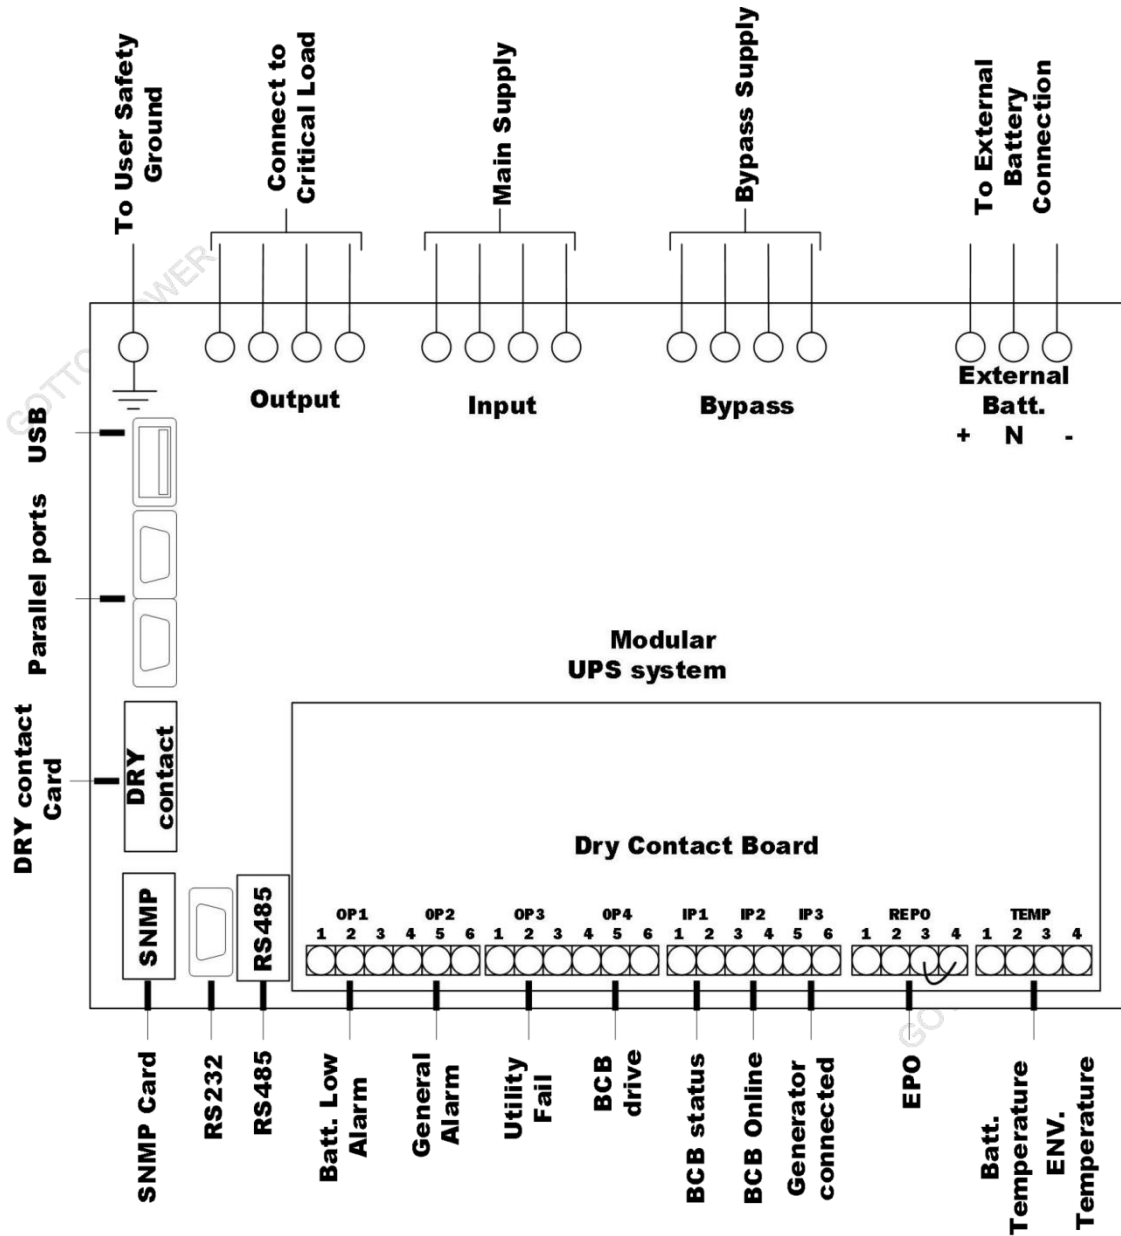 To User Safety
Ground
Connect to
Critical Load
Main Supply
Bypass Supply
To External
Battery
Connection
Output
Input
Bypass
External
Batt.
+ N -
USB
Parallel ports
DRY contact
Card
DRY
contact
Modular
UPS system
Dry Contact Board
SNMP
RS485
OP1 OP2 OP3 OP4 IP1 IP2 IP3 REPO TEMP
1 2 3 4 5 6 1 2 3 4 5 6 1 2 3 4 5 6 1 2 3 4 1 2 3 4
SNMP Card
RS232
RS485
Batt. Low
Alarm
General
Alarm
Utility
Fail
BCB
drive
BCB status
BCB Online
Generator
connected
EPO
Batt.
Temperature
ENV.
Temperature